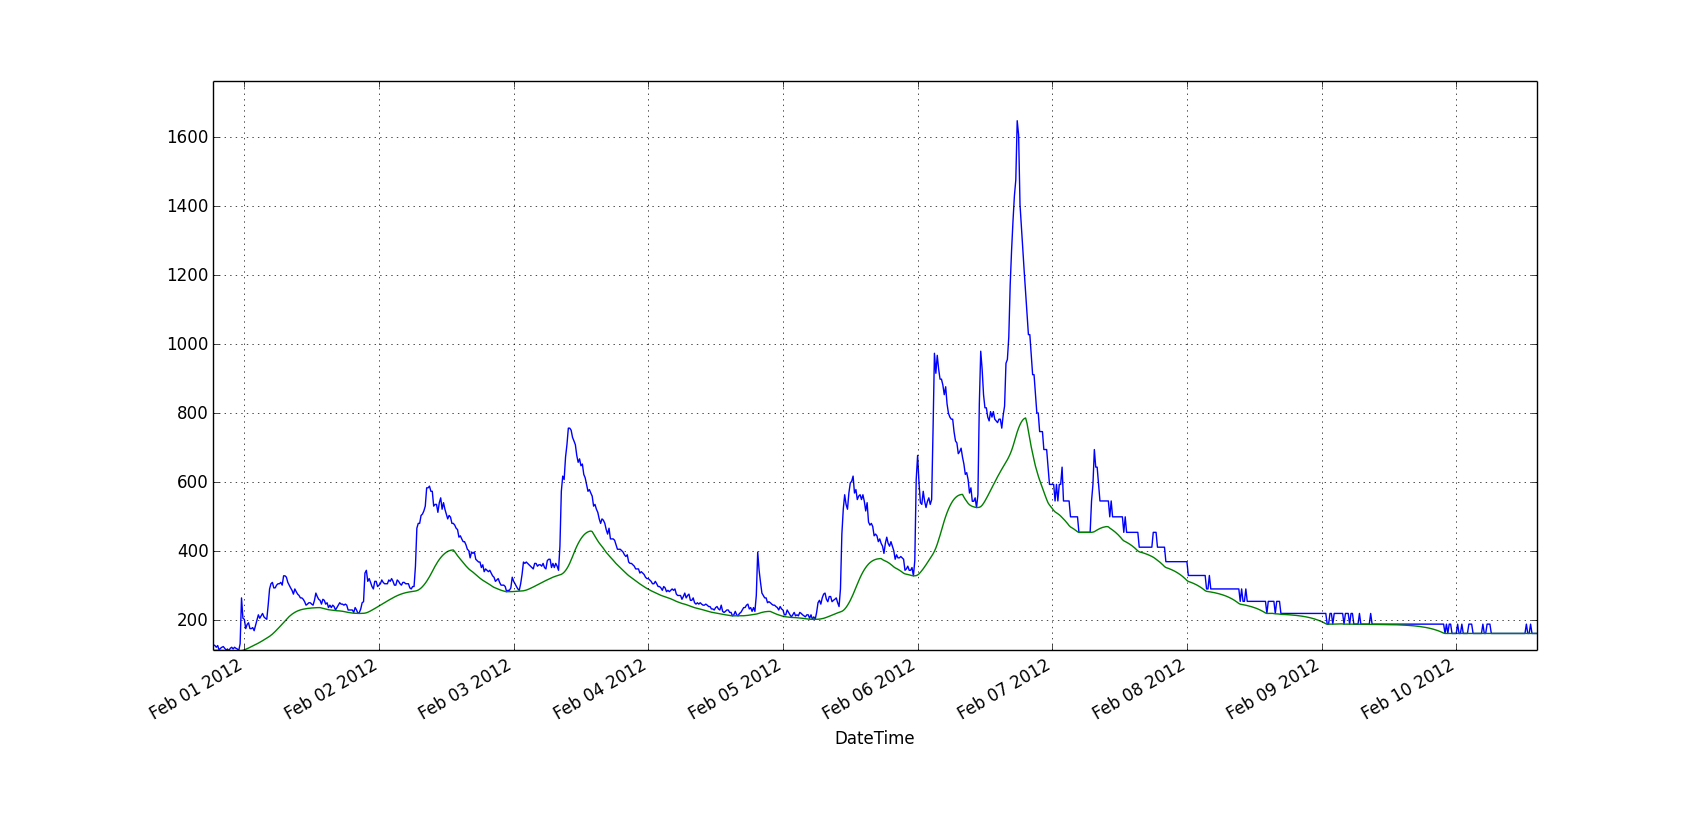 1600
1400
1200
1000
800
600
400
200
Feb 01 2012
Feb 02 2012
Feb 03 2012
Feb 04 2012
Feb 05 2012
Feb 06 2012
Feb 07 2012
Feb 08 2012
Feb 09 2012
Feb 10 2012
DateTime